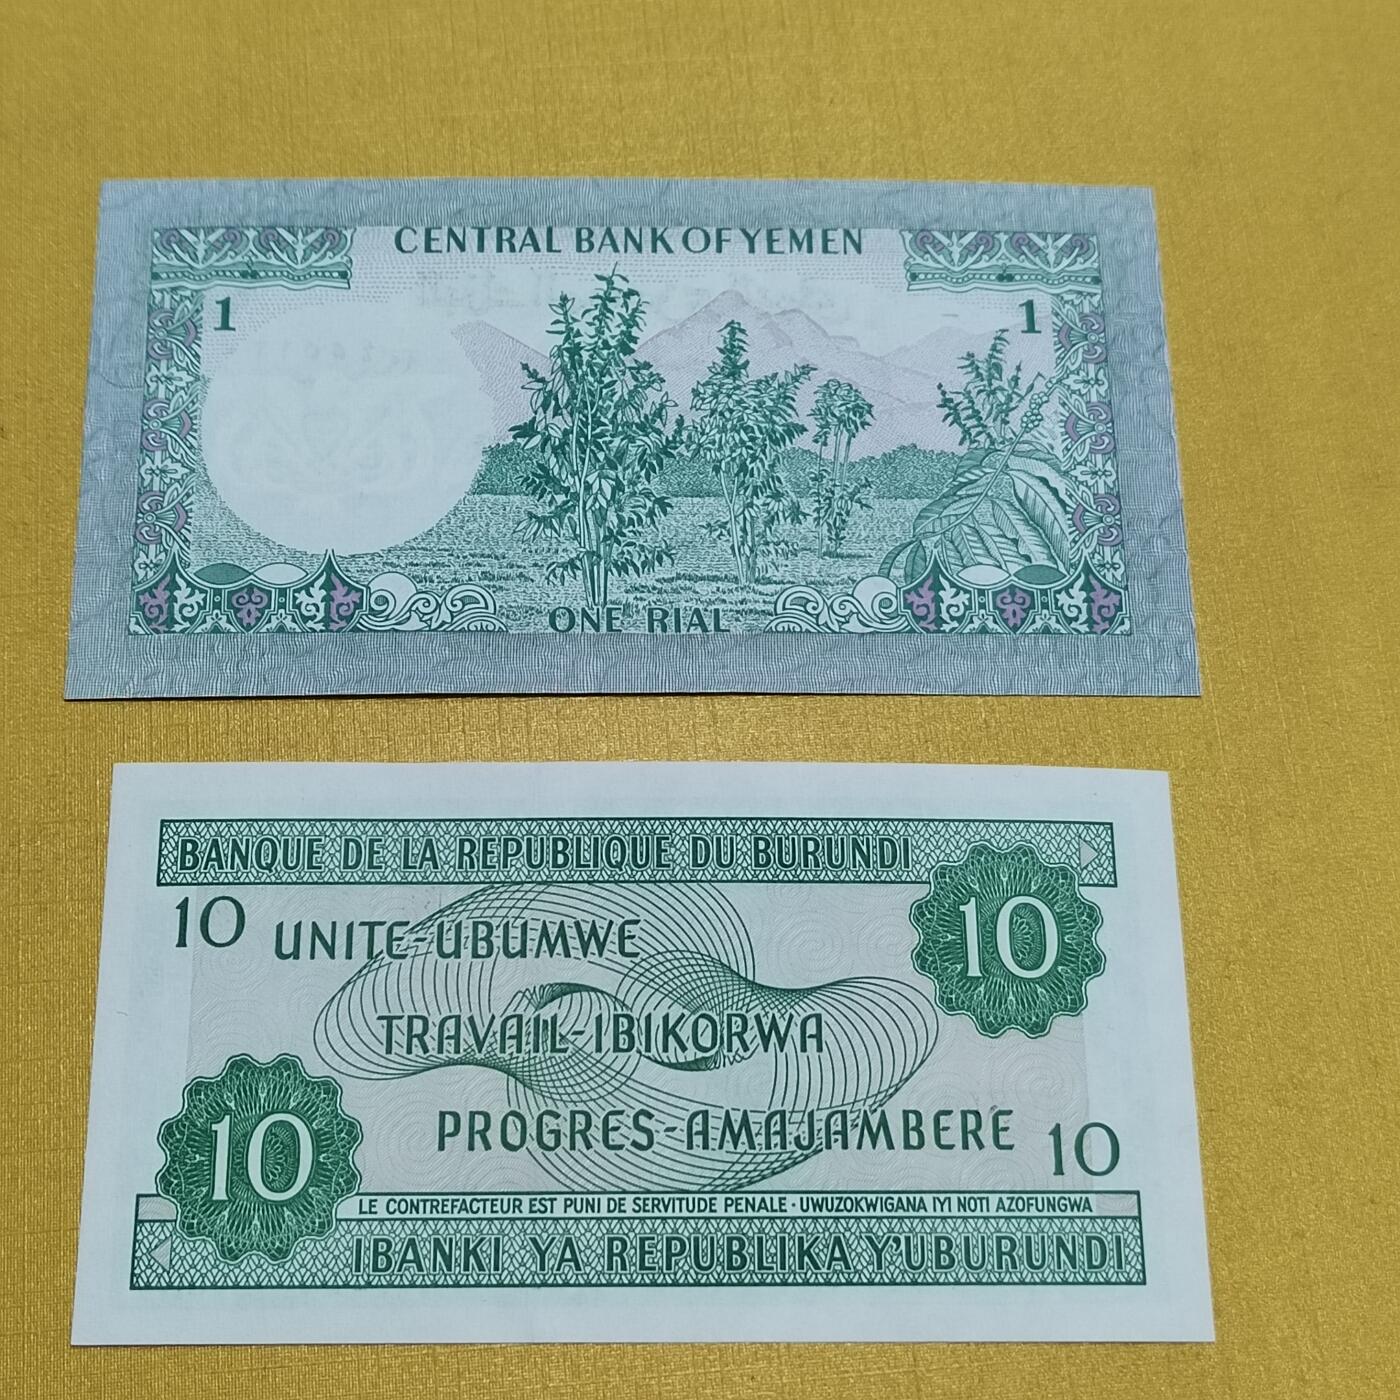 CENTRAL BANK OF YEMEN
1 1
ONE RIAL
BANQUE DE LA REPUBLIQUE DU BURUNDI
10 UNITE-UBUMWE 10
TRAVAIL-IBIKORWA
PROGRES-AMAJAMBERE 10
10
LE CONTREFACTEUR EST PUNI DE SERVITUDE PENALE · UWUZOKWIGANA IYI NOTI AZOFUNGWA
IBANKI YA REPUBLIKA Y'UBURUNDI